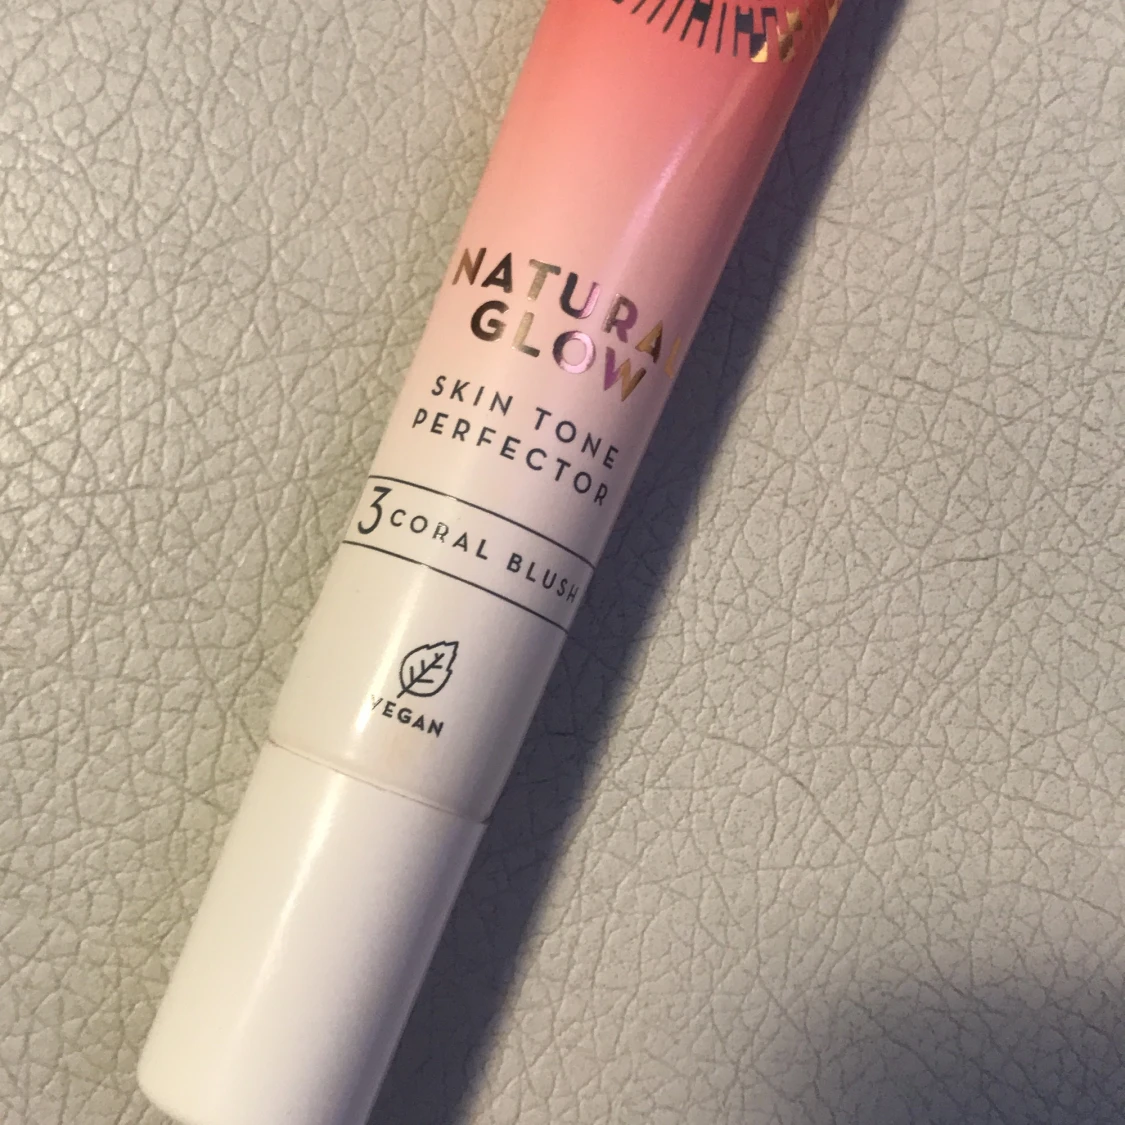 NATURAL
GLOW
SKIN TONE
PERFECTOR
3 CORAL BLUSH
VEGAN